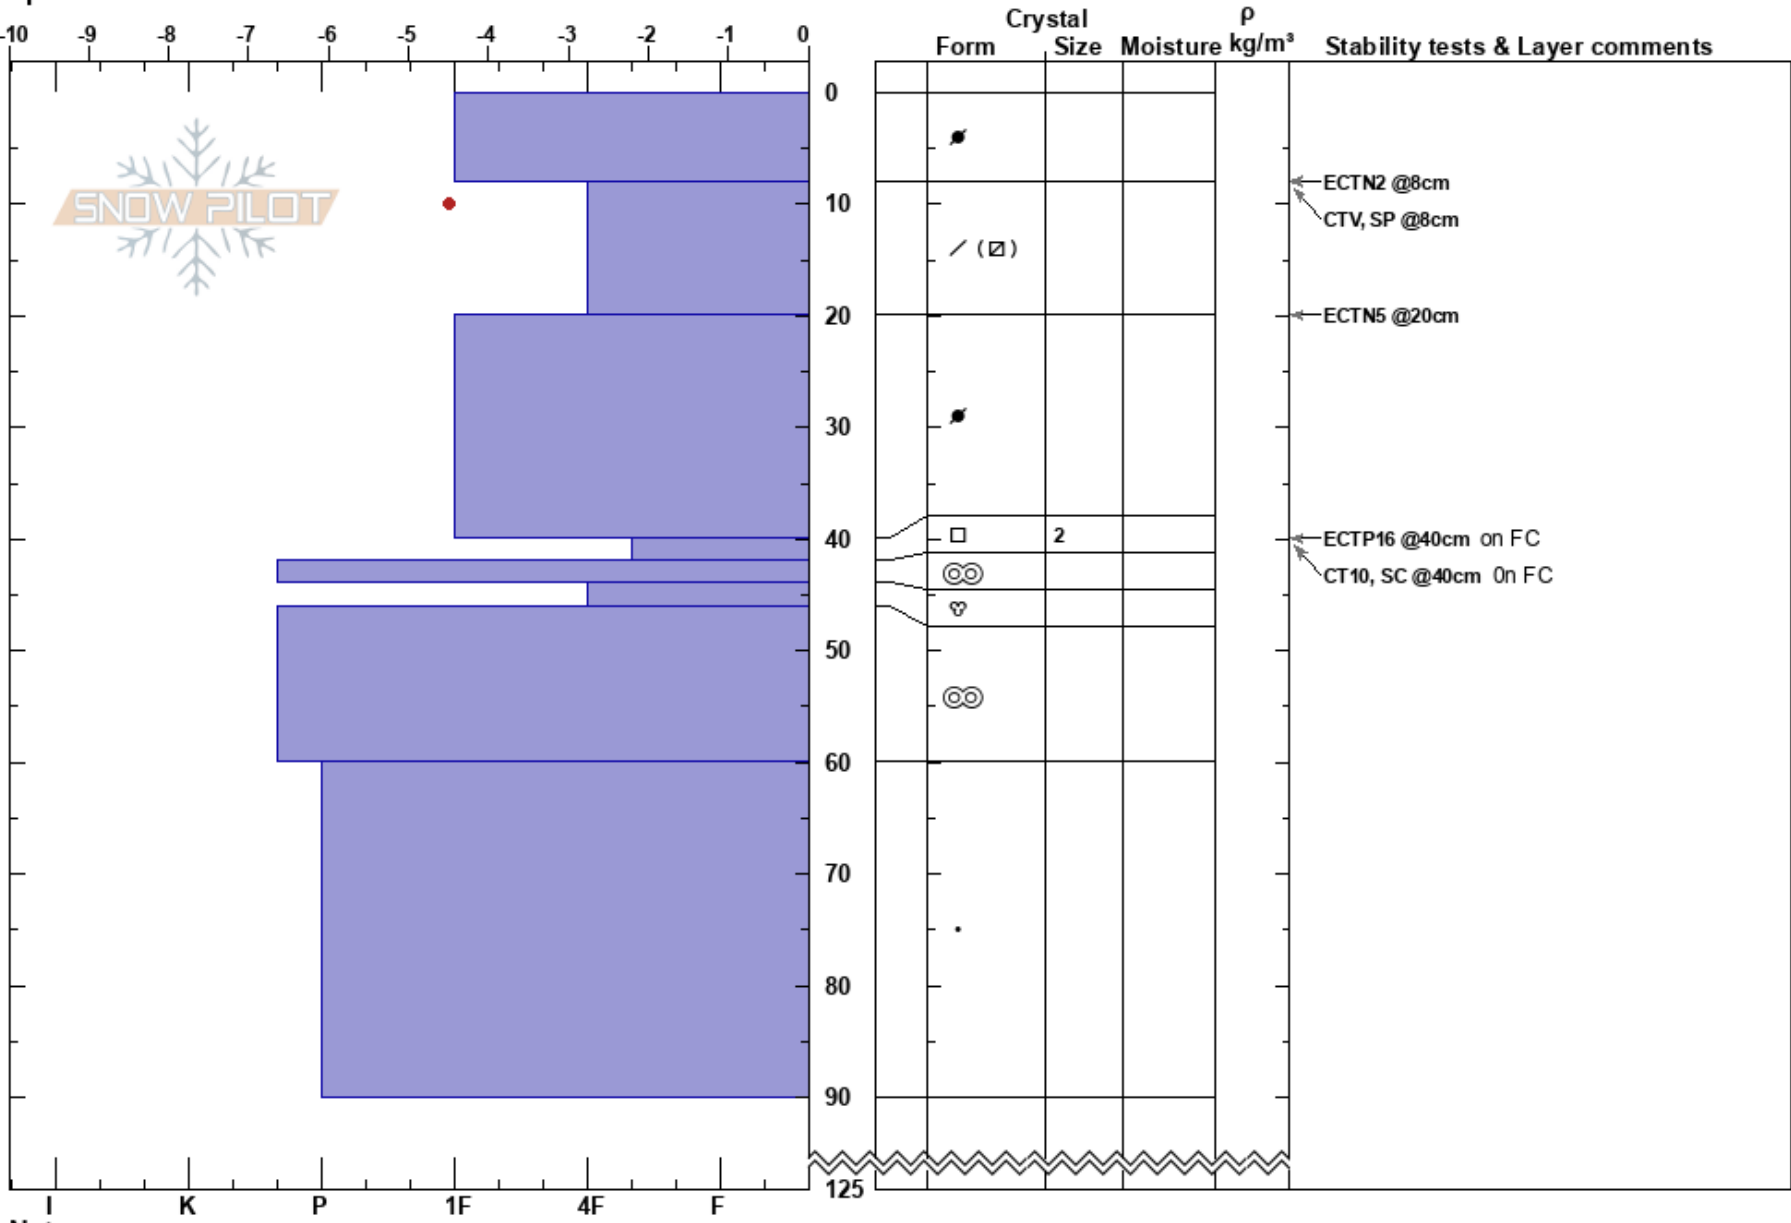 -10 -9 -8 -7 -6 -5 -4 -3 -2 -1 0
Crystal
Form Size Moisture ρ kg/m³ Stability tests & Layer comments
SNOW PILOT
0
10
20
30
40
50
60
70
80
90
125
2
ECTN2 @8cm
CTV, SP @8cm
ECTN5 @20cm
ECTP16 @40cm on FC
CT10, SC @40cm 0n FC
I K P 1F 4F F